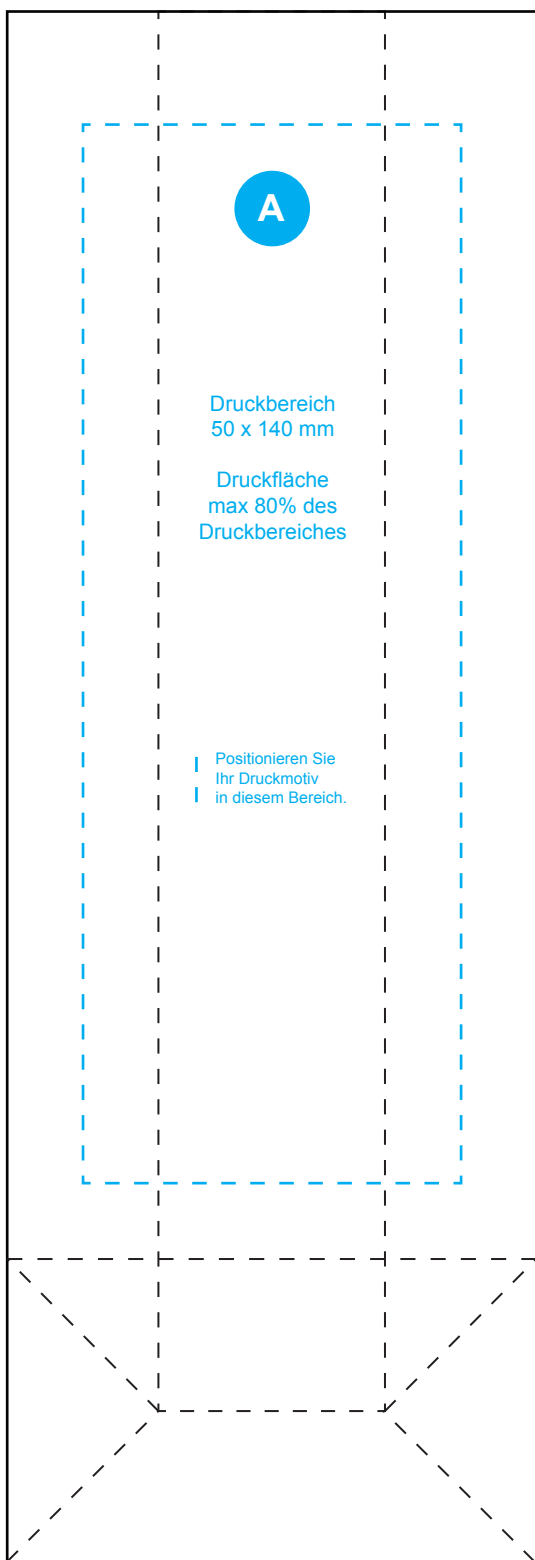 A
Druckbereich
50 x 140 mm
Druckfläche
max 80% des
Druckbereiches
Positionieren Sie
Ihr Druckmotiv
in diesem Bereich.